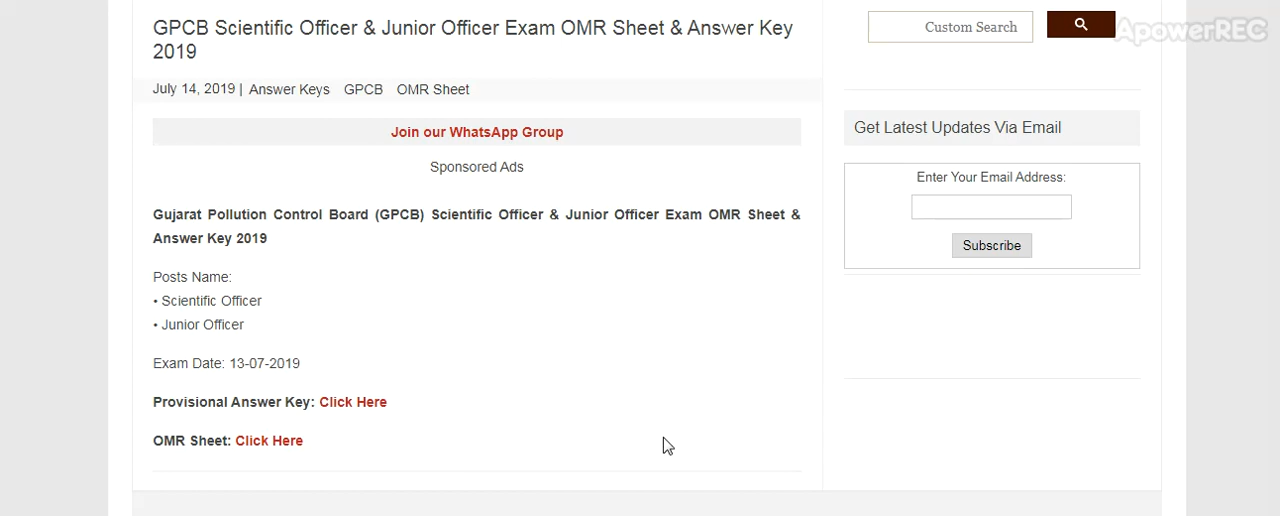 GPCB Scientific Officer & Junior Officer Exam OMR Sheet & Answer Key
2019
July 14, 2019 | Answer Keys GPCB OMR Sheet
Join our WhatsApp Group
Sponsored Ads
Gujarat Pollution Control Board (GPCB) Scientific Officer & Junior Officer Exam OMR Sheet &
Answer Key 2019
Posts Name:
• Scientific Officer
• Junior Officer
Exam Date: 13-07-2019
Provisional Answer Key: Click Here
OMR Sheet: Click Here
Custom Search
ApowerREC
Get Latest Updates Via Email
Enter Your Email Address:
Subscribe